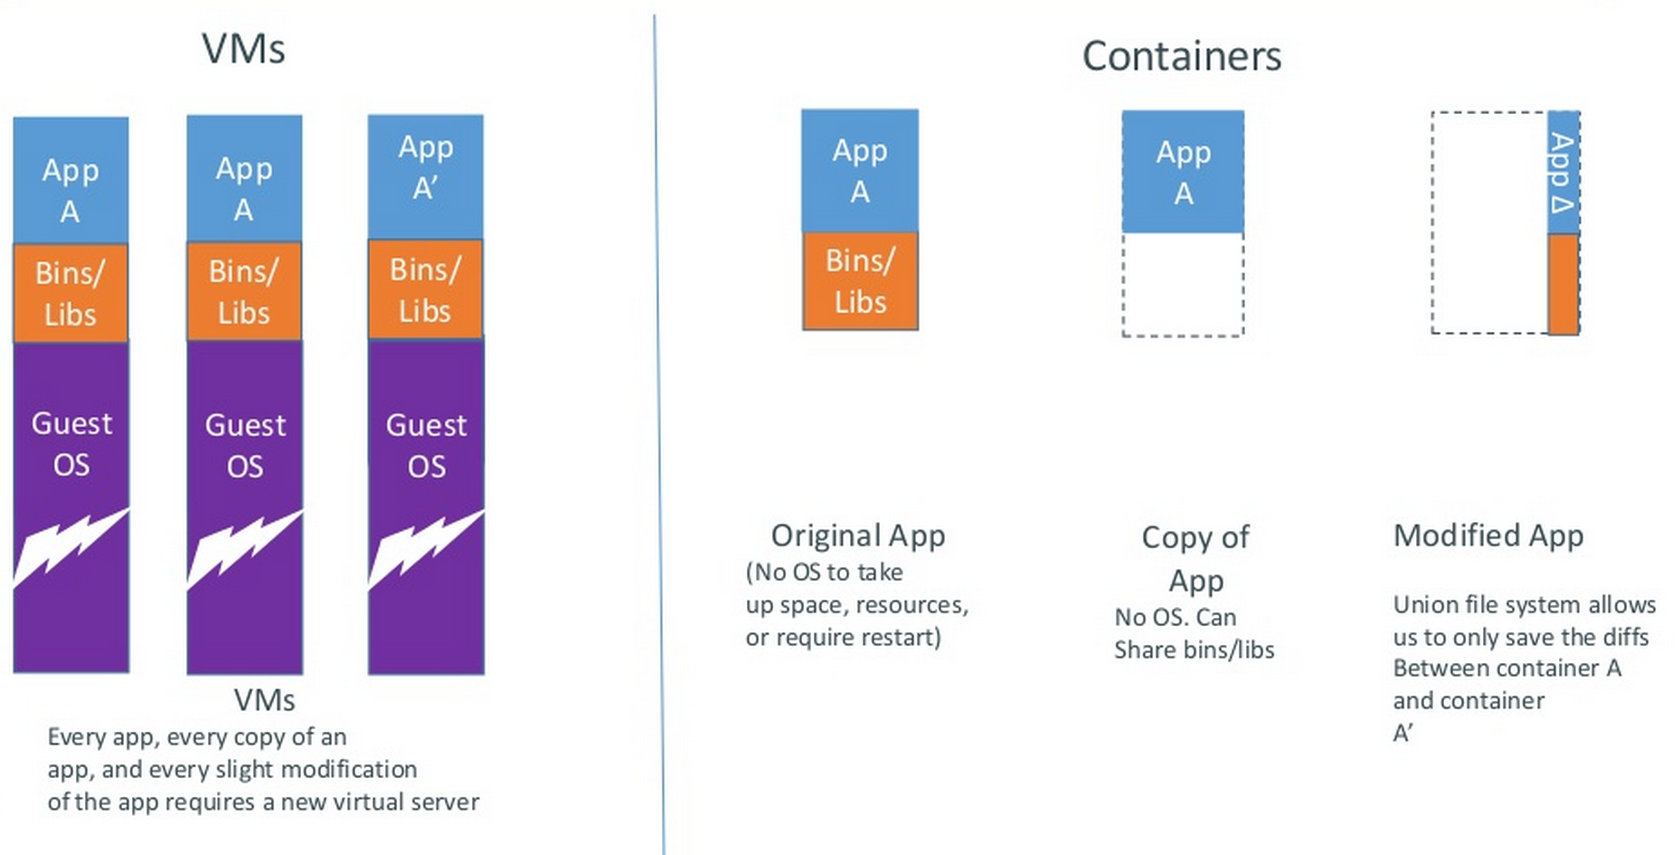 VMs
App
A
Bins/
Libs
Guest
OS
App
A
Bins/
Libs
Guest
OS
App
A’
Bins/
Libs
Guest
OS
VMs
Every app, every copy of an
app, and every slight modification
of the app requires a new virtual server
Containers
App
A
Bins/
Libs
Original App
(No OS to take
up space, resources,
or require restart)
App
A
Copy of
App
No OS. Can
Share bins/libs
App Δ
Modified App
Union file system allows
us to only save the diffs
Between container A
and container
A’